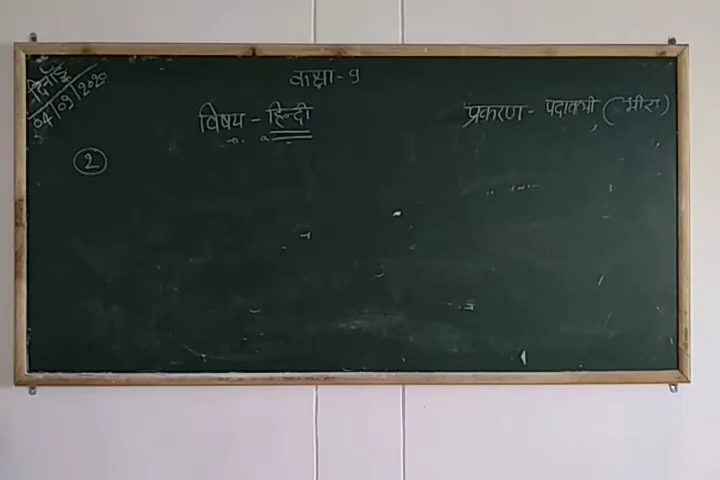 दिनाँक
04/09/2020
कक्षा - 9
विषय - हिन्दी
प्रकरण - पदावली (मीरा)
2